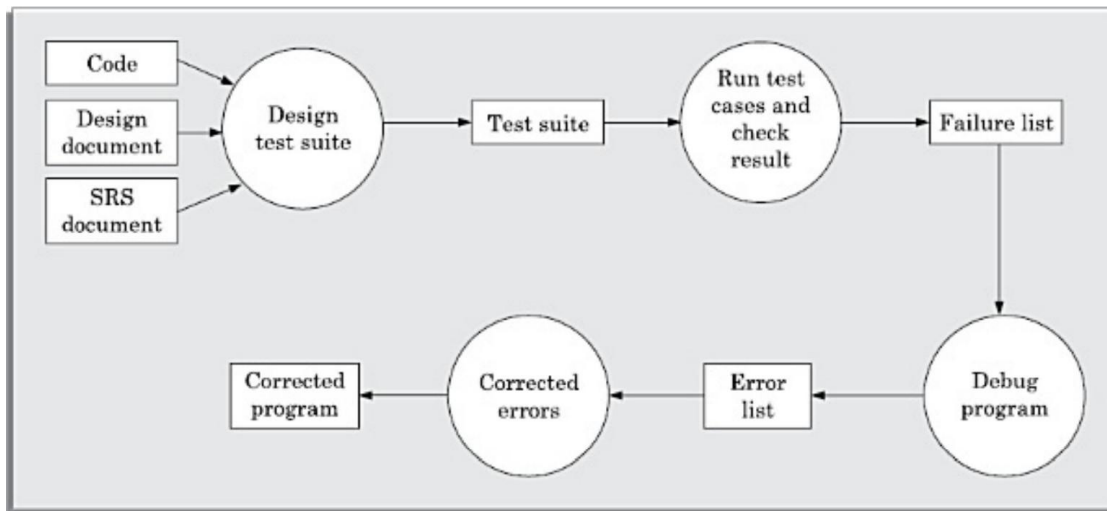 Code
Design
document
SRS
document
Design
test suite
Test suite
Run test
cases and
check
result
Failure list
Debug
program
Error
list
Corrected
errors
Corrected
program